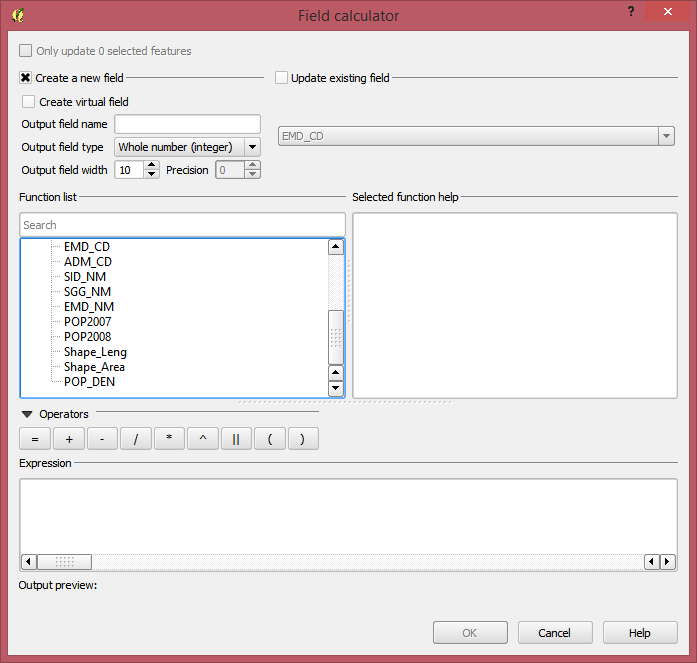 Field calculator
?
Only update 0 selected features
Create a new field
Update existing field
Create virtual field
Output field name
EMD_CD
Output field type
Whole number (integer)
Output field width
10
Precision
0
Function list
Selected function help
Search
EMD_CD
ADM_CD
SID_NM
SGG_NM
EMD_NM
POP2007
POP2008
Shape_Leng
Shape_Area
POP_DEN
Operators
= + - / * ^ || ( )
Expression
Output preview:
OK
Cancel
Help